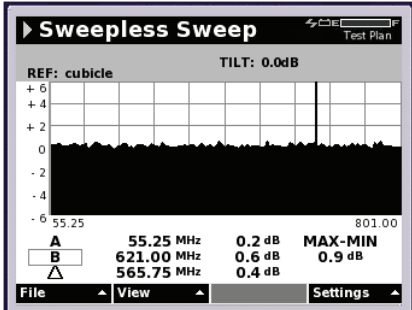 Sweepless Sweep
E F
Test Plan
TILT: 0.0dB
REF: cubicle
+ 6
+ 4
+ 2
0
- 2
- 4
- 6
55.25 801.00
A 55.25 MHz 0.2 dB MAX-MIN
B 621.00 MHz 0.6 dB 0.9 dB
△ 565.75 MHz 0.4 dB
File View Settings